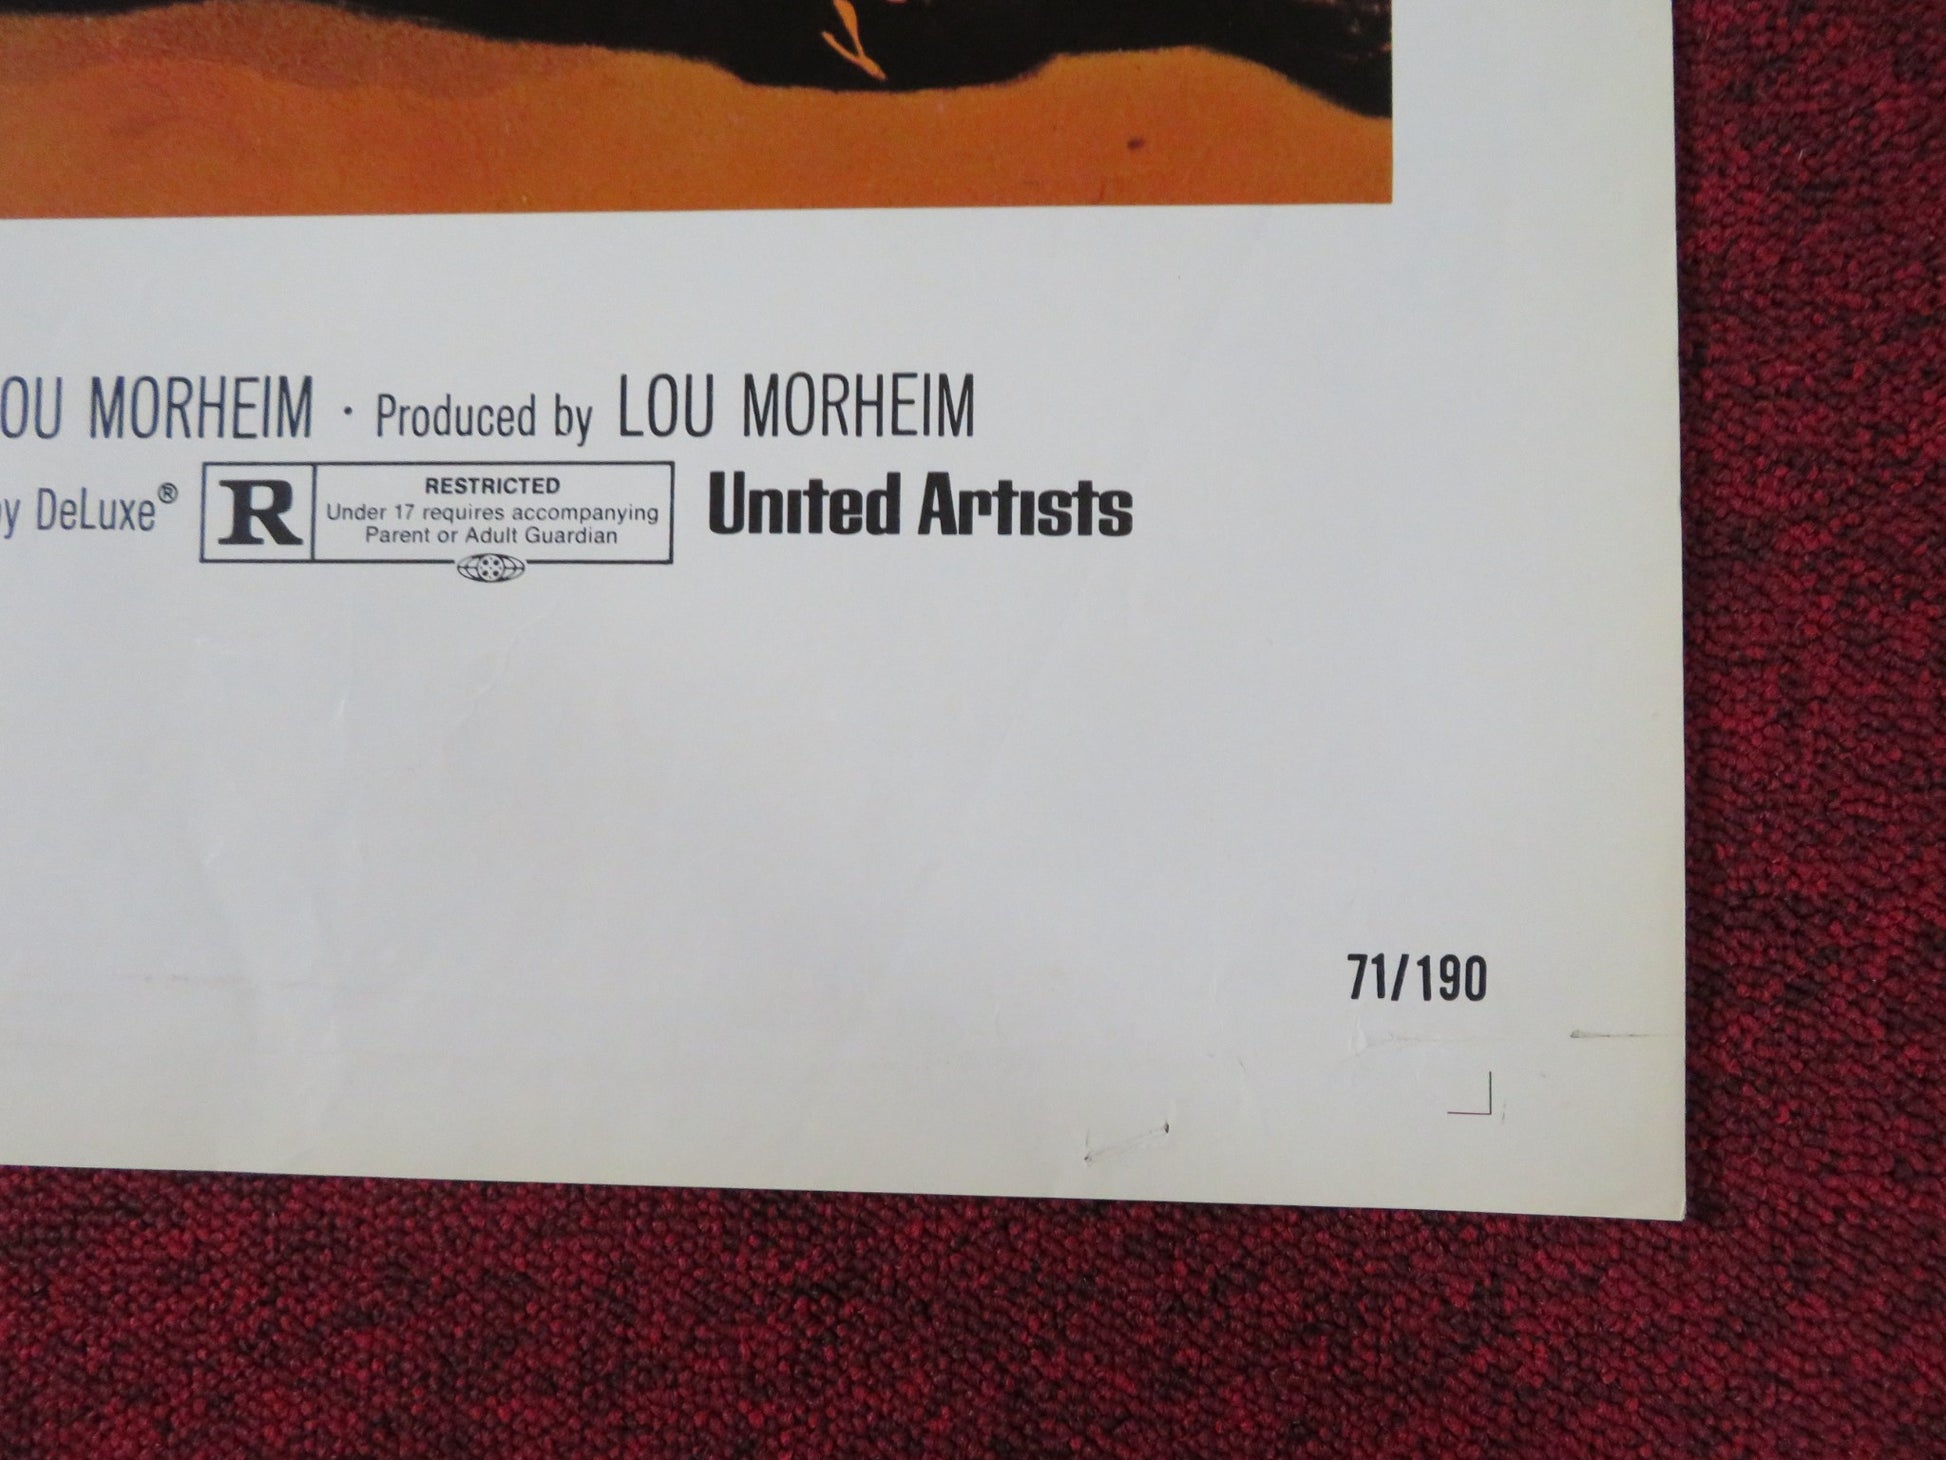 OU MORHEIM · Produced by LOU MORHEIM
by DeLuxe®
R
RESTRICTED
Under 17 requires accompanying
Parent or Adult Guardian
United Artists
71/190